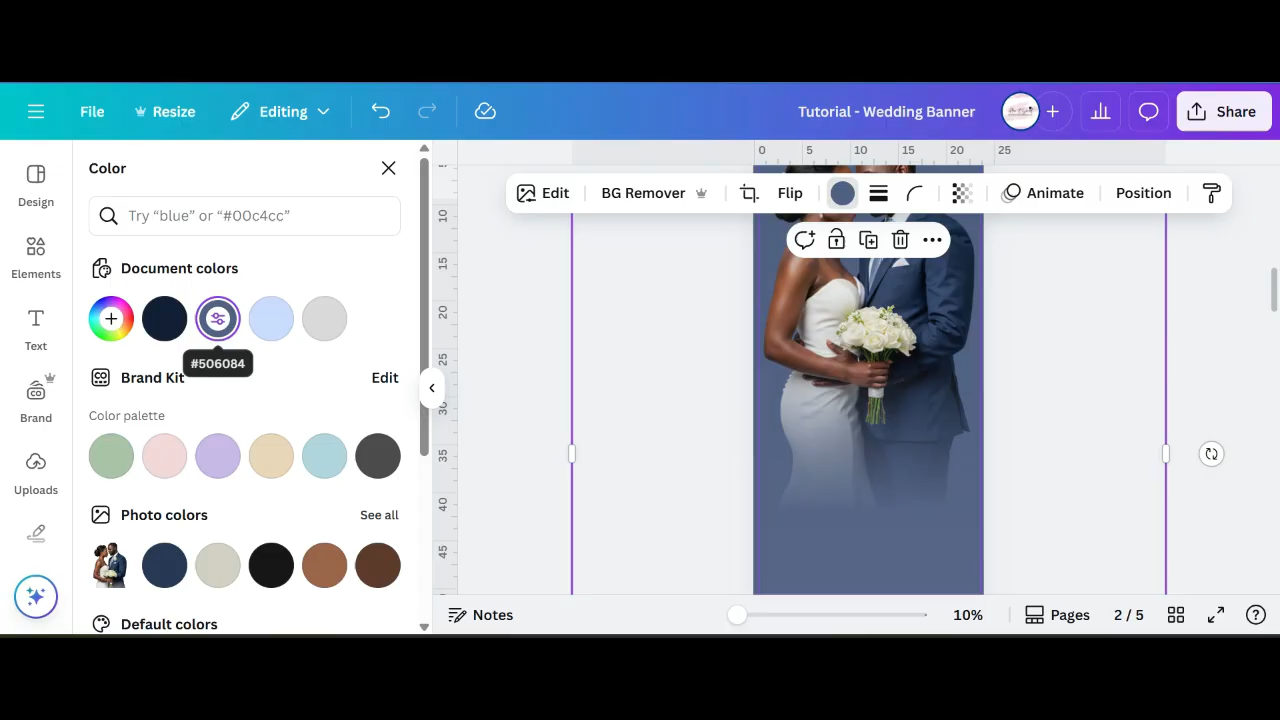 File
Resize
Editing
Tutorial - Wedding Banner
Share
Design
Elements
Text
Brand
Uploads
Color
Try “blue” or “#00c4cc”
Document colors
#506084
Brand Kit
Edit
Color palette
Photo colors
See all
Default colors
0 5 10 15 20 25
Edit
BG Remover
Flip
Animate
Position
10
15
20
25
30
35
40
45
Notes
10%
Pages
2 / 5